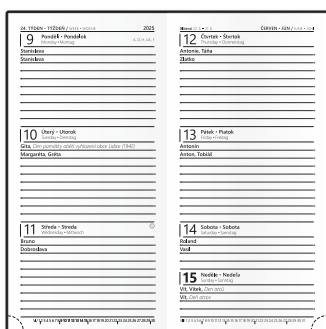 24. TÝDEN • TÝŽDEŇ / WEEK • WOCHE 2025
9 Pondělí • Pondelok
Monday • Montag
Stanislava
Stanislava
10 Úterý • Utorok
Tuesday • Dienstag
Gita, Den památky obětí vyhlazení obce Lidice (1942)
Margaréta, Gréta
11 Středa • Streda
Wednesday • Mittwoch
Bruno
Dobroslava
ČERVEN • JÚN /
12 Čtvrtek • Štvrtok
Thursday • Donnerstag
Antonie, Táňa
Zlatko
13 Pátek • Piatok
Friday • Freitag
Antonín
Anton, Tobiáš
14 Sobota • Sobota
Saturday • Samstag
Roland
Vasil
15 Neděle • Nedeľa
Sunday • Sonntag
Vít, Vítek, Den otců
Vít, Deň otcov